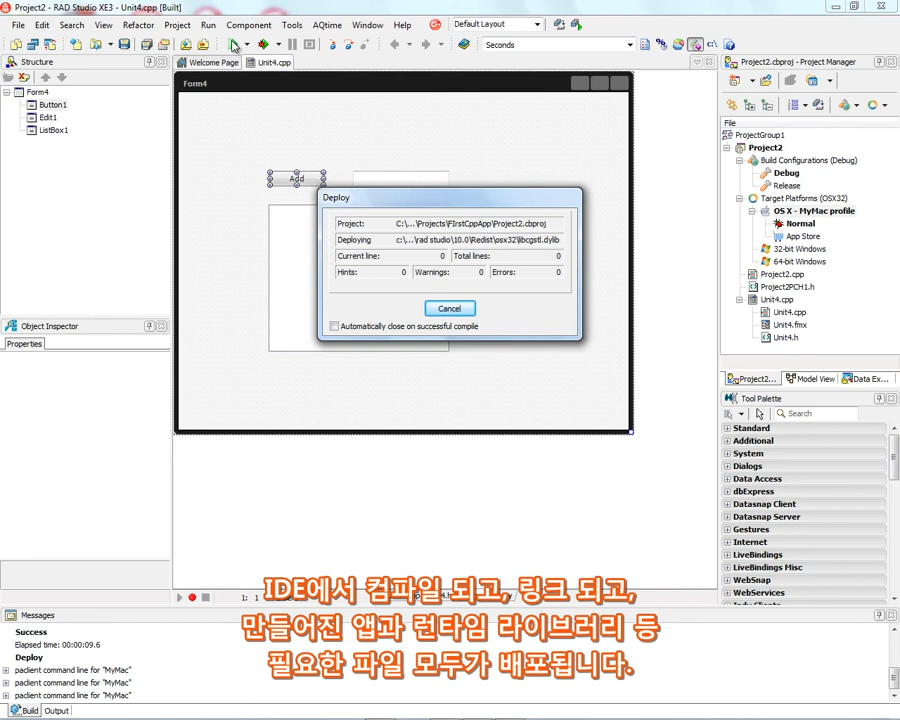 Project2 - RAD Studio XE3 - Unit4.cpp [Built]
File Edit Search View Refactor Project Run Component Tools AQtime Window Help Default Layout
Seconds
Structure
Welcome Page Unit4.cpp
Project2.cbproj - Project Manager
Form4
Button1
Edit1
ListBox1
Form4
Add
Deploy
Project: C:\...\Projects\FIrstCppApp\Project2.cbproj
Deploying c:\...\rad studio\10.0\Redist\osx32\libcgstl.dylib
Current line: 0 Total lines: 0
Hints: 0 Warnings: 0 Errors: 0
Cancel
Automatically close on successful compile
File
ProjectGroup1
Project2
Build Configurations (Debug)
Debug
Release
Target Platforms (OSX32)
OS X - MyMac profile
Normal
App Store
32-bit Windows
64-bit Windows
Project2.cpp
Project2PCH1.h
Unit4.cpp
Unit4.cpp
Unit4.fmx
Unit4.h
Project2... Model View Data Ex...
Object Inspector
Properties
Tool Palette
Search
Standard
Additional
System
Dialogs
Data Access
dbExpress
Datasnap Client
Datasnap Server
Gestures
Internet
LiveBindings
LiveBindings Misc
WebSnap
WebServices
1: 1
IDE에서 컴파일 되고, 링크 되고,
만들어진 앱과 런타임 라이브러리 등
필요한 파일 모두가 배포됩니다.
Messages
Success
Elapsed time: 00:00:09.6
Deploy
paclient command line for "MyMac"
paclient command line for "MyMac"
paclient command line for "MyMac"
Build Output